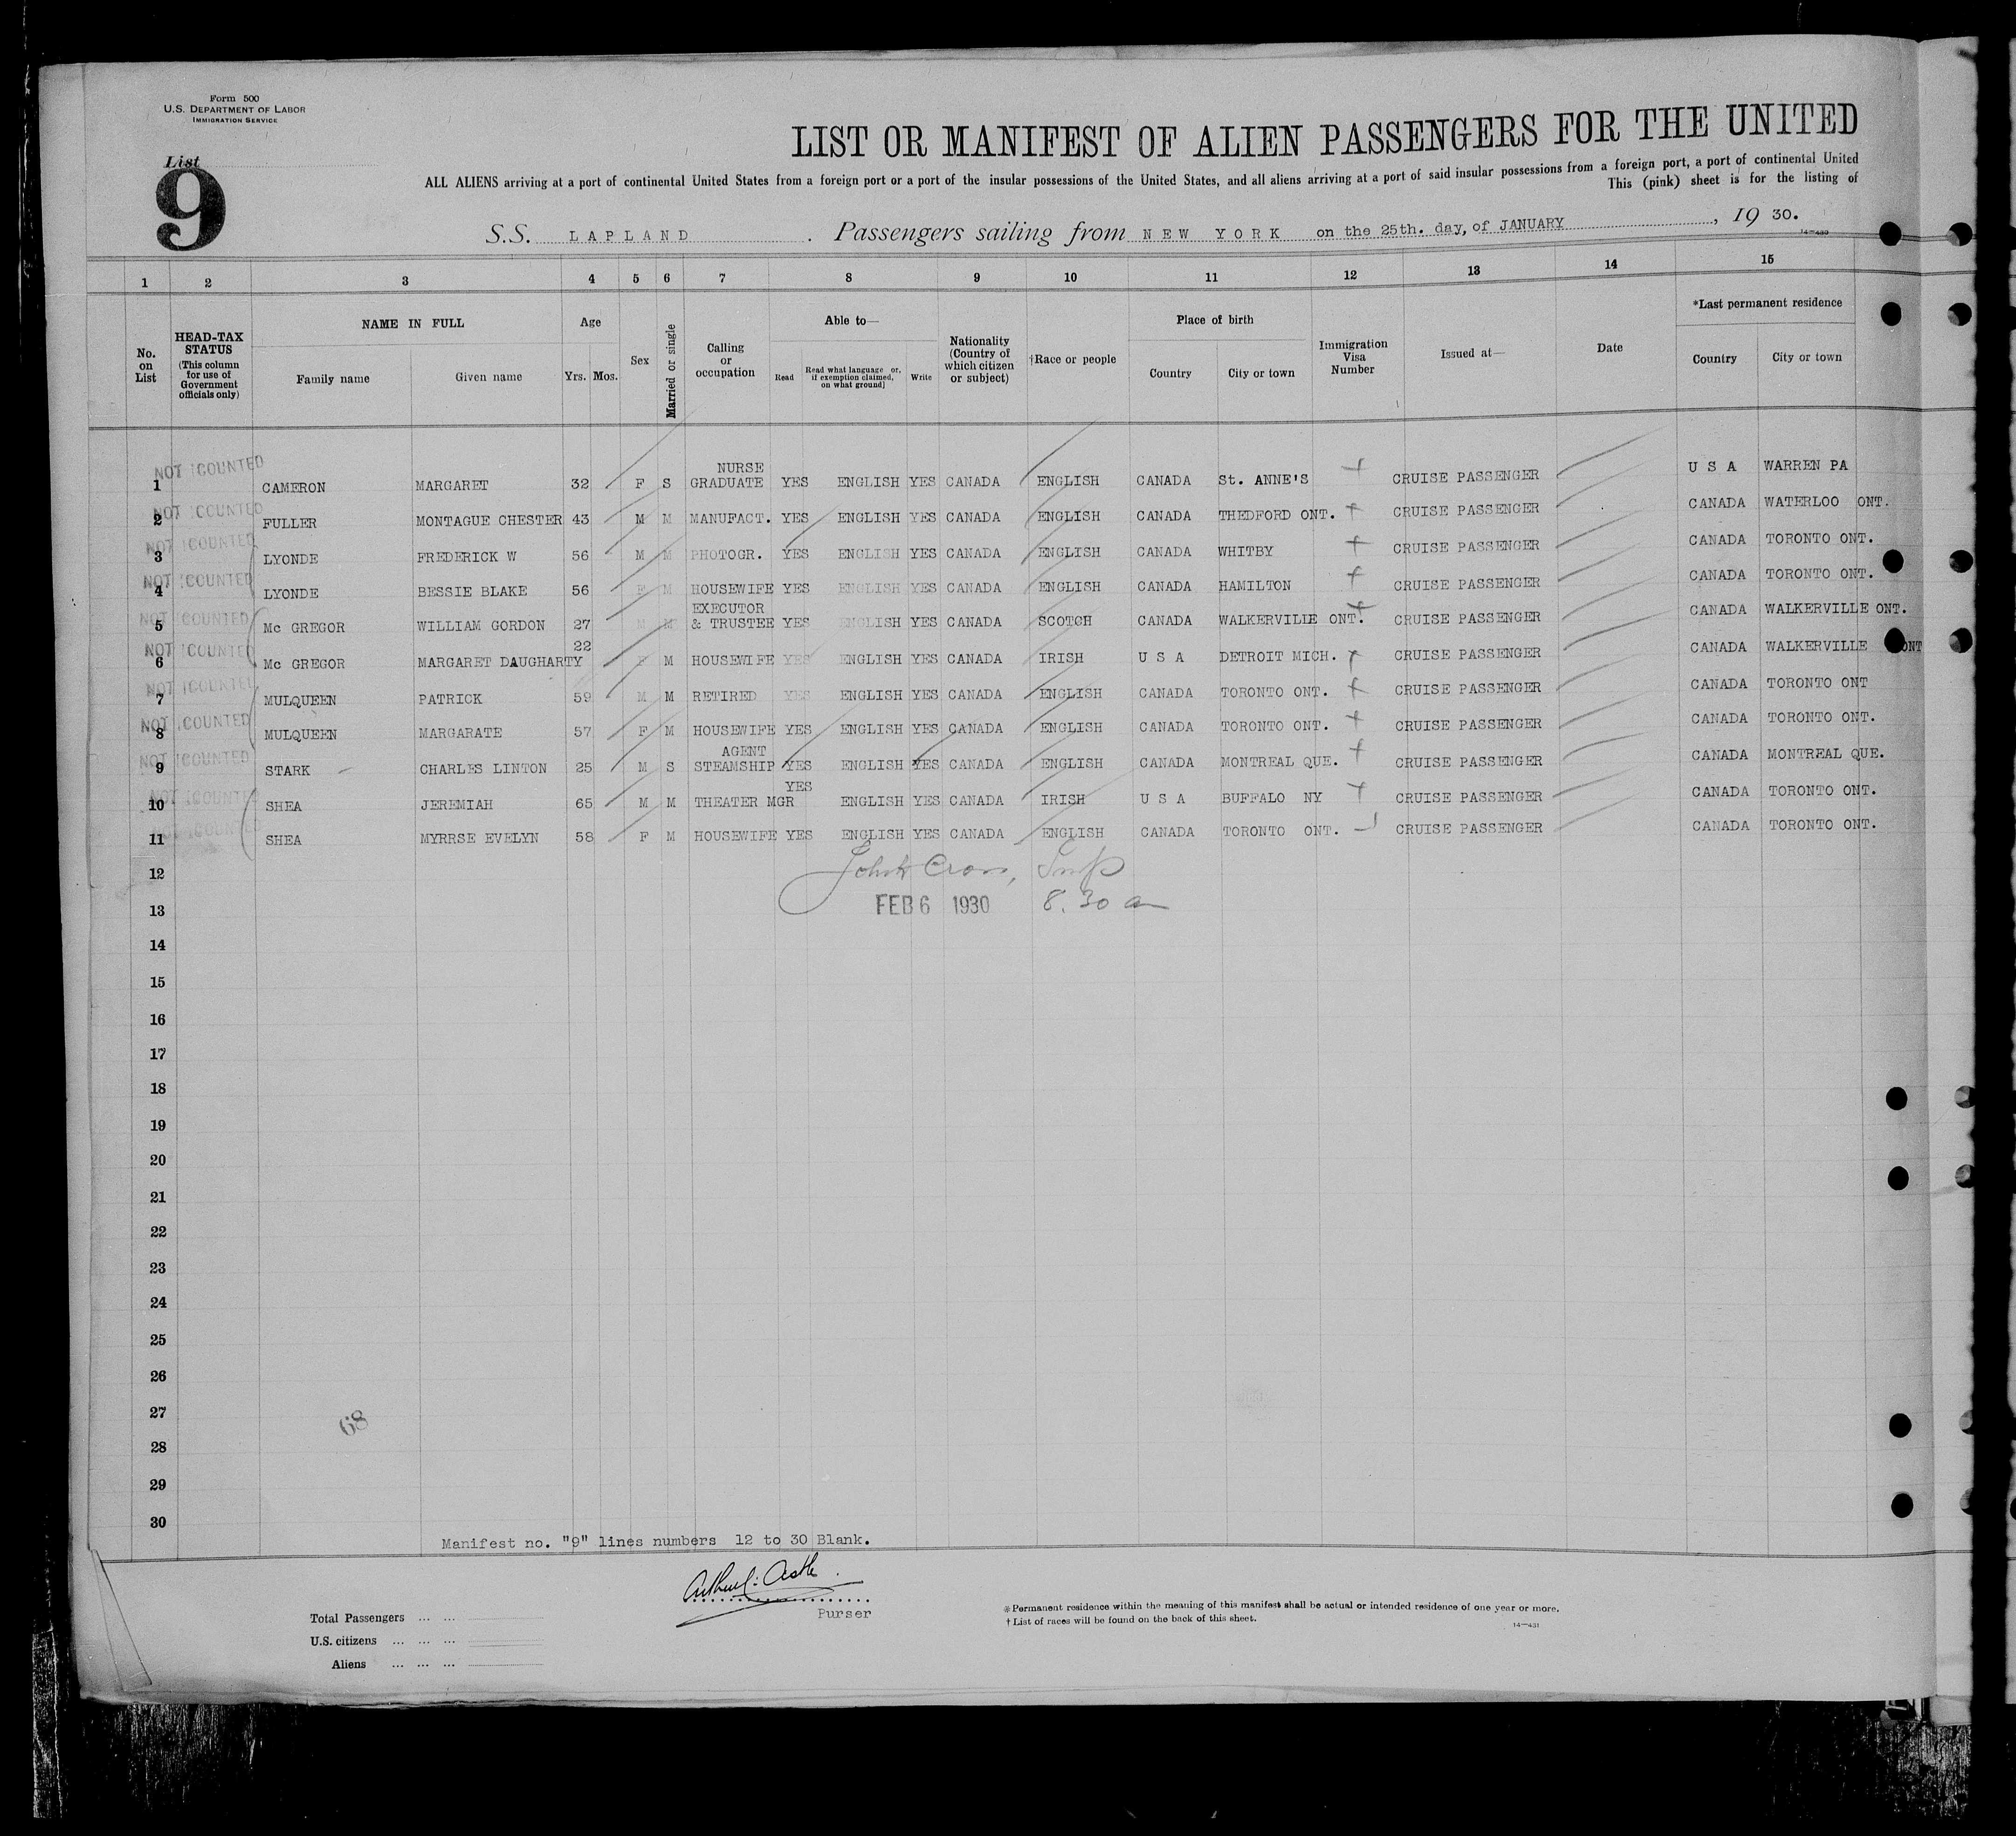 Form 500
U.S. DEPARTMENT OF LABOR
IMMIGRATION SERVICE
List
9
LIST OR MANIFEST OF ALIEN PASSENGERS FOR THE UNITED
ALL ALIENS arriving at a port of continental United States from a foreign port or a port of the insular possessions of the United States, and all aliens arriving at a port of said insular possessions from a foreign port, a port of continental United
This (pink) sheet is for the listing of
S.S. LAPLAND. Passengers sailing from NEW YORK on the 25th. day, of JANUARY, 19 30.
1 2 3 4 5 6 7 8 9 10 11 12 13 14 15
No. on List
HEAD-TAX STATUS (This column for use of Government officials only)
NAME IN FULL
Family name
Given name
Age
Yrs. Mos.
Sex
Married or single
Calling or occupation
Able to—
Read
Read what language or, if exemption claimed, on what ground]
Write
Nationality (Country of which citizen or subject)
†Race or people
Place of birth
Country
City or town
Immigration Visa Number
Issued at—
Date
*Last permanent residence
Country
City or town
NOT COUNTED 1 CAMERON MARGARET 32 F S NURSE GRADUATE YES ENGLISH YES CANADA ENGLISH CANADA St. ANNE'S CRUISE PASSENGER U S A WARREN PA
NOT COUNTED 2 FULLER MONTAGUE CHESTER 43 M M MANUFACT. YES ENGLISH YES CANADA ENGLISH CANADA THEDFORD ONT. CRUISE PASSENGER CANADA WATERLOO ONT.
NOT COUNTED 3 LYONDE FREDERICK W 56 M M PHOTOGR. YES ENGLISH YES CANADA ENGLISH CANADA WHITBY CRUISE PASSENGER CANADA TORONTO ONT.
NOT COUNTED 4 LYONDE BESSIE BLAKE 56 F M HOUSEWIFE YES ENGLISH YES CANADA ENGLISH CANADA HAMILTON CRUISE PASSENGER CANADA TORONTO ONT.
NOT COUNTED 5 Mc GREGOR WILLIAM GORDON 27 M M EXECUTOR & TRUSTEE YES ENGLISH YES CANADA SCOTCH CANADA WALKERVILLE ONT. CRUISE PASSENGER CANADA WALKERVILLE ONT.
NOT COUNTED 6 Mc GREGOR MARGARET DAUGHARTY 22 F M HOUSEWIFE YES ENGLISH YES CANADA IRISH U S A DETROIT MICH. CRUISE PASSENGER CANADA WALKERVILLE ONT
NOT COUNTED 7 MULQUEEN PATRICK 59 M M RETIRED YES ENGLISH YES CANADA ENGLISH CANADA TORONTO ONT. CRUISE PASSENGER CANADA TORONTO ONT
NOT COUNTED 8 MULQUEEN MARGARATE 57 F M HOUSEWIFE YES ENGLISH YES CANADA ENGLISH CANADA TORONTO ONT. CRUISE PASSENGER CANADA TORONTO ONT.
NOT COUNTED 9 STARK CHARLES LINTON 25 M S AGENT STEAMSHIP YES ENGLISH YES CANADA ENGLISH CANADA MONTREAL QUE. CRUISE PASSENGER CANADA MONTREAL QUE.
NOT COUNTED 10 SHEA JEREMIAH 65 M M THEATER MGR YES ENGLISH YES CANADA IRISH U S A BUFFALO NY CRUISE PASSENGER CANADA TORONTO ONT.
NOT COUNTED 11 SHEA MYRRSE EVELYN 58 F M HOUSEWIFE YES ENGLISH YES CANADA ENGLISH CANADA TORONTO ONT. CRUISE PASSENGER CANADA TORONTO ONT.
12 Insp
13 FEB 6 1930 8.30 a
14
15
16
17
18
19
20
21
22
23
24
25
26
27
68
28
29
30
Manifest no. "9" lines numbers 12 to 30 Blank.
Purser
Total Passengers
U.S. citizens
Aliens
* Permanent residence within the meaning of this manifest shall be actual or intended residence of one year or more.
† List of races will be found on the back of this sheet.
14—431